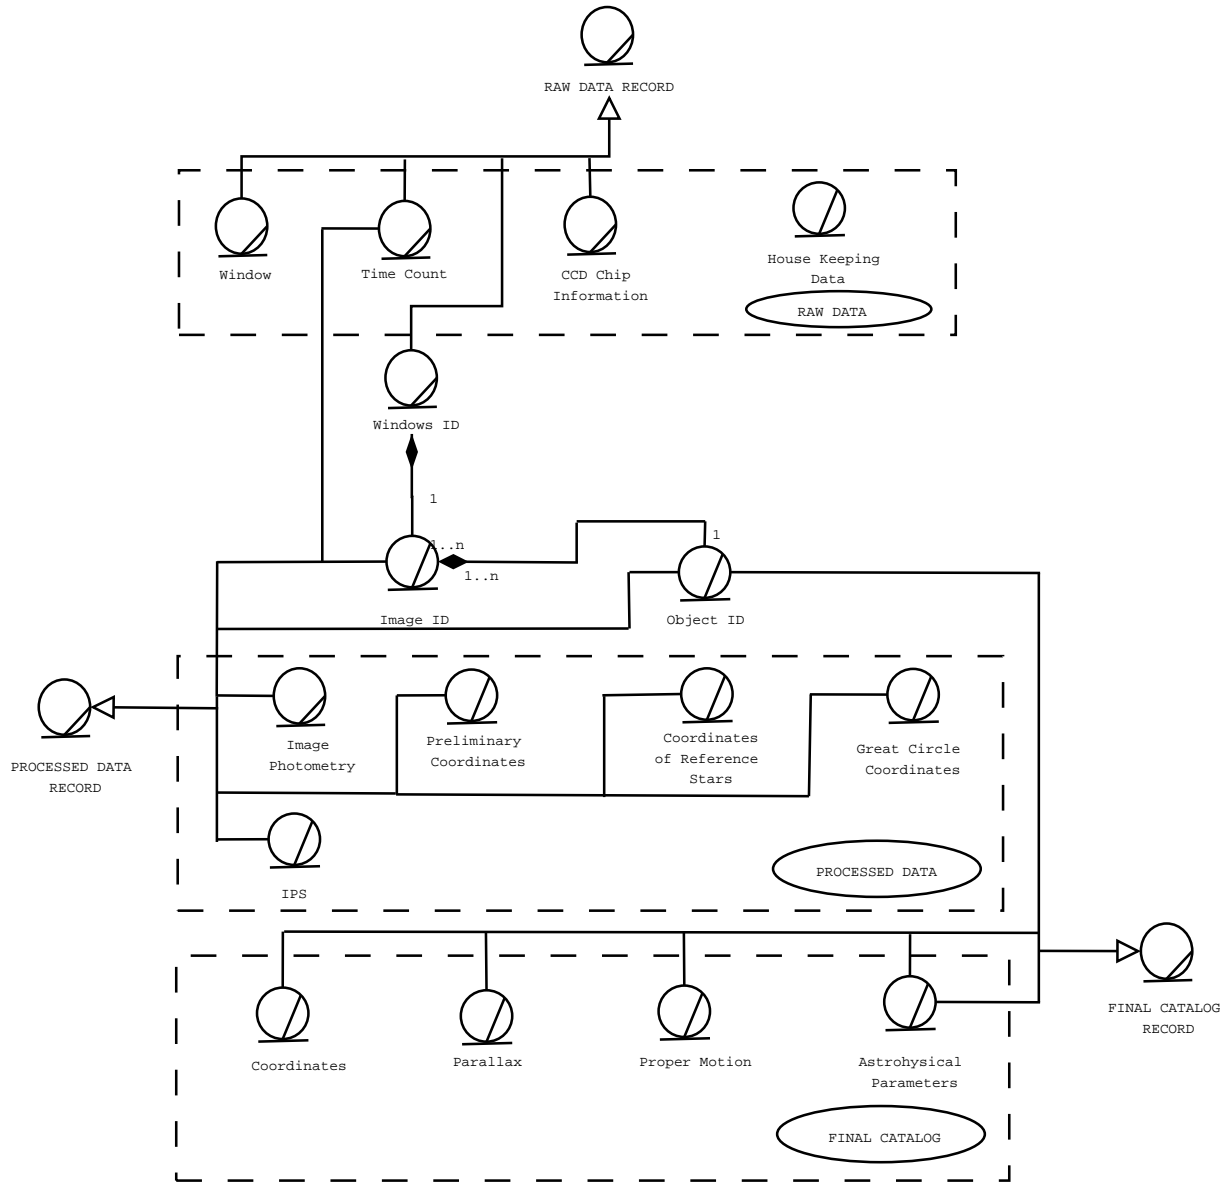 RAW DATA RECORD
Window
Time Count
CCD Chip
Information
House Keeping
Data
RAW DATA
Windows ID
1
1..n
1..n
1
Image ID
Object ID
PROCESSED DATA
RECORD
Image
Photometry
Preliminary
Coordinates
Coordinates
of Reference
Stars
Great Circle
Coordinates
IPS
PROCESSED DATA
FINAL CATALOG
RECORD
Coordinates
Parallax
Proper Motion
Astrohysical
Parameters
FINAL CATALOG